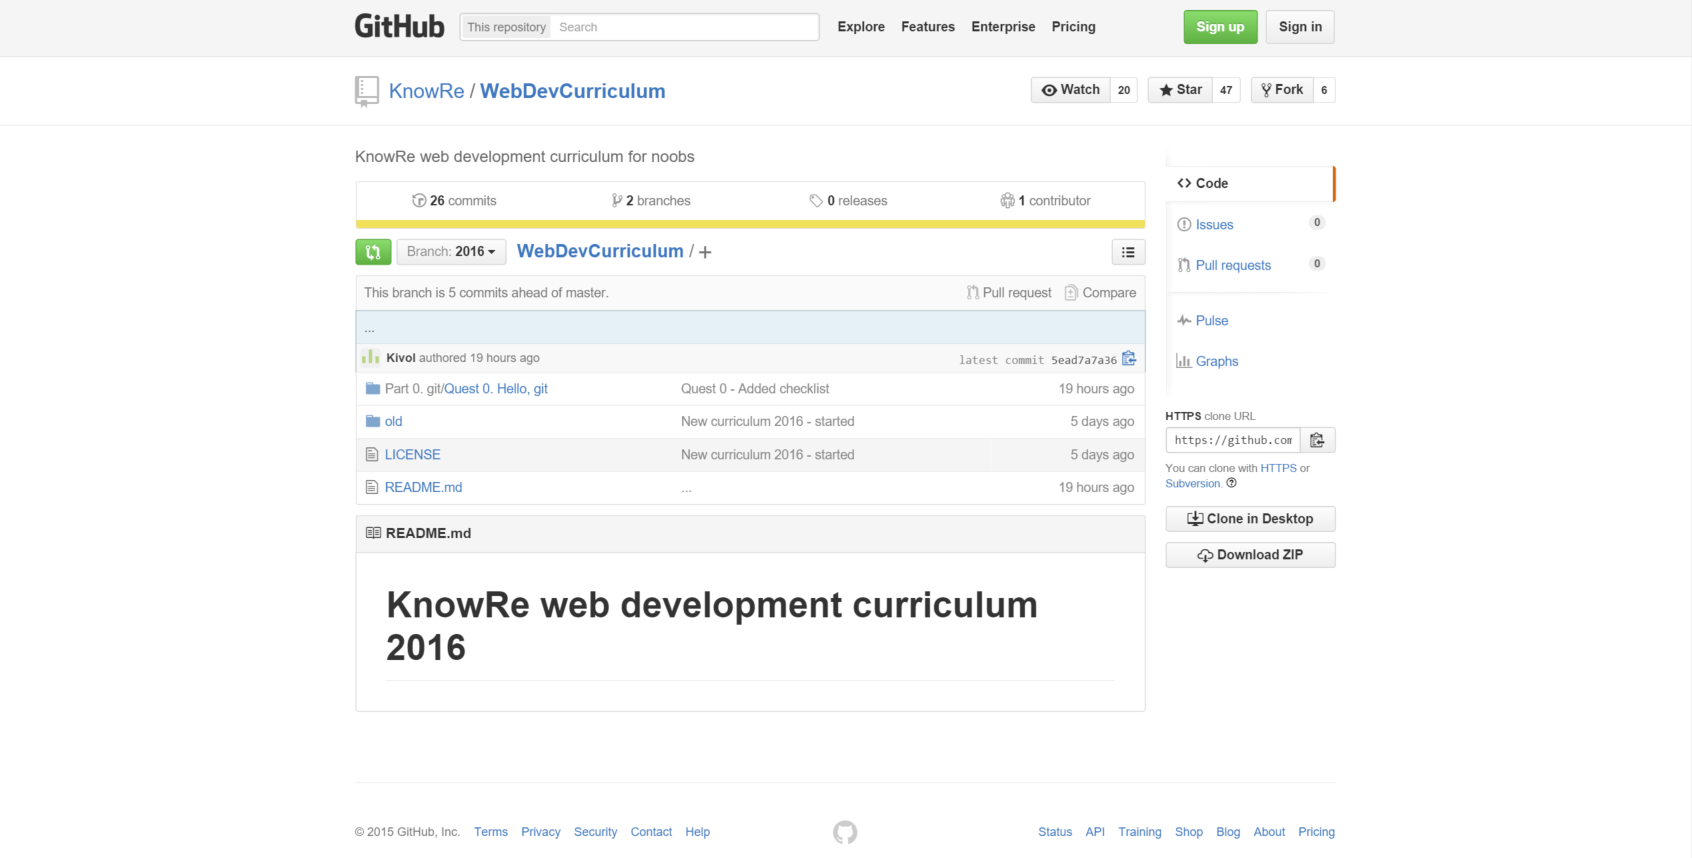 GitHub This repository Search Explore Features Enterprise Pricing Sign up Sign in
KnowRe / WebDevCurriculum Watch 20 Star 47 Fork 6
KnowRe web development curriculum for noobs
26 commits 2 branches 0 releases 1 contributor
Branch: 2016 WebDevCurriculum / +
This branch is 5 commits ahead of master. Pull request Compare
...
Kivol authored 19 hours ago latest commit 5ead7a7a36
Part 0. git/Quest 0. Hello, git Quest 0 - Added checklist 19 hours ago
old New curriculum 2016 - started 5 days ago
LICENSE New curriculum 2016 - started 5 days ago
README.md ... 19 hours ago
README.md
KnowRe web development curriculum
2016
Code
Issues 0
Pull requests 0
Pulse
Graphs
HTTPS clone URL
https://github.com
You can clone with HTTPS or
Subversion.
Clone in Desktop
Download ZIP
© 2015 GitHub, Inc. Terms Privacy Security Contact Help Status API Training Shop Blog About Pricing